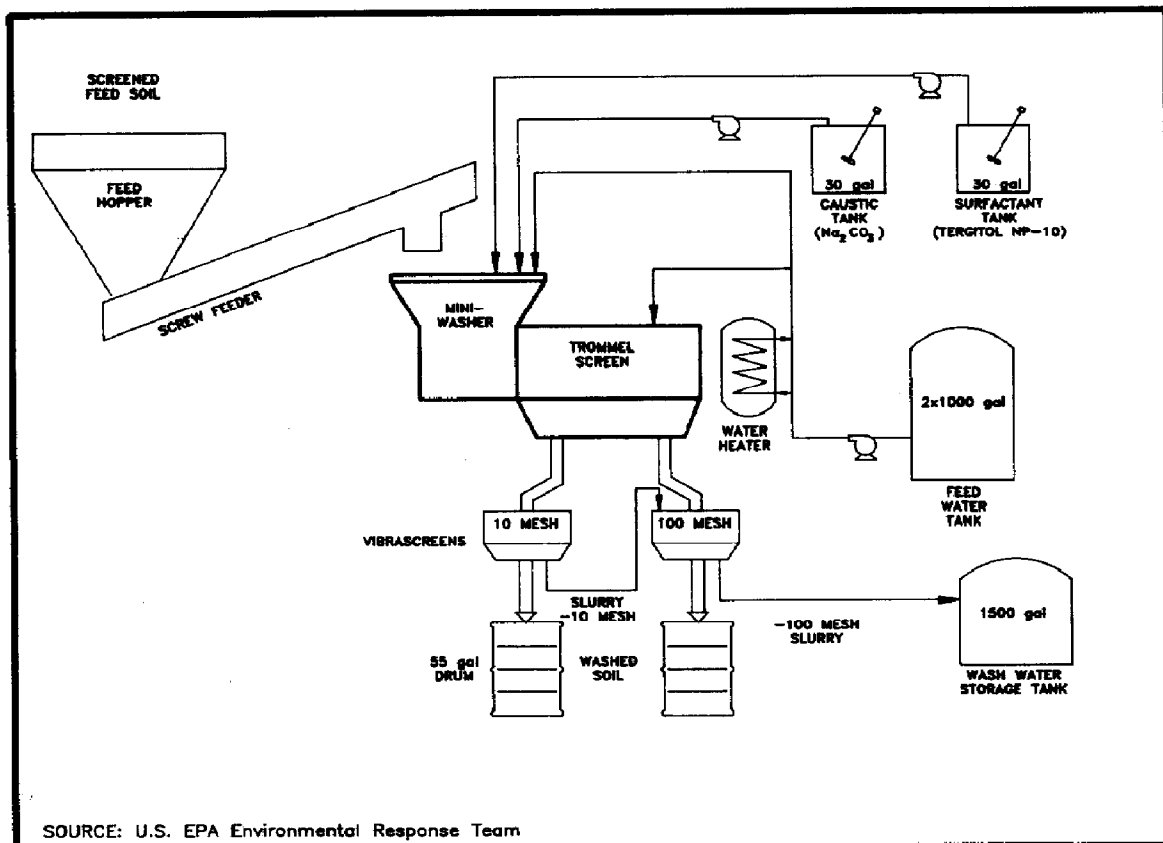 SCREENED
FEED SOIL
FEED
HOPPER
SCREW FEEDER
30 gal
CAUSTIC
TANK
(Na2 CO3)
30 gal
SURFACTANT
TANK
(TERGITOL NP-10)
MINI-
WASHER
TROMMEL
SCREEN
WATER
HEATER
2x1000 gal
FEED
WATER
TANK
10 MESH
100 MESH
VIBRASCREENS
SLURRY
-10 MESH
-100 MESH
SLURRY
1500 gal
WASH WATER
STORAGE TANK
55 gal
DRUM
WASHED
SOIL
SOURCE: U.S. EPA Environmental Response Team